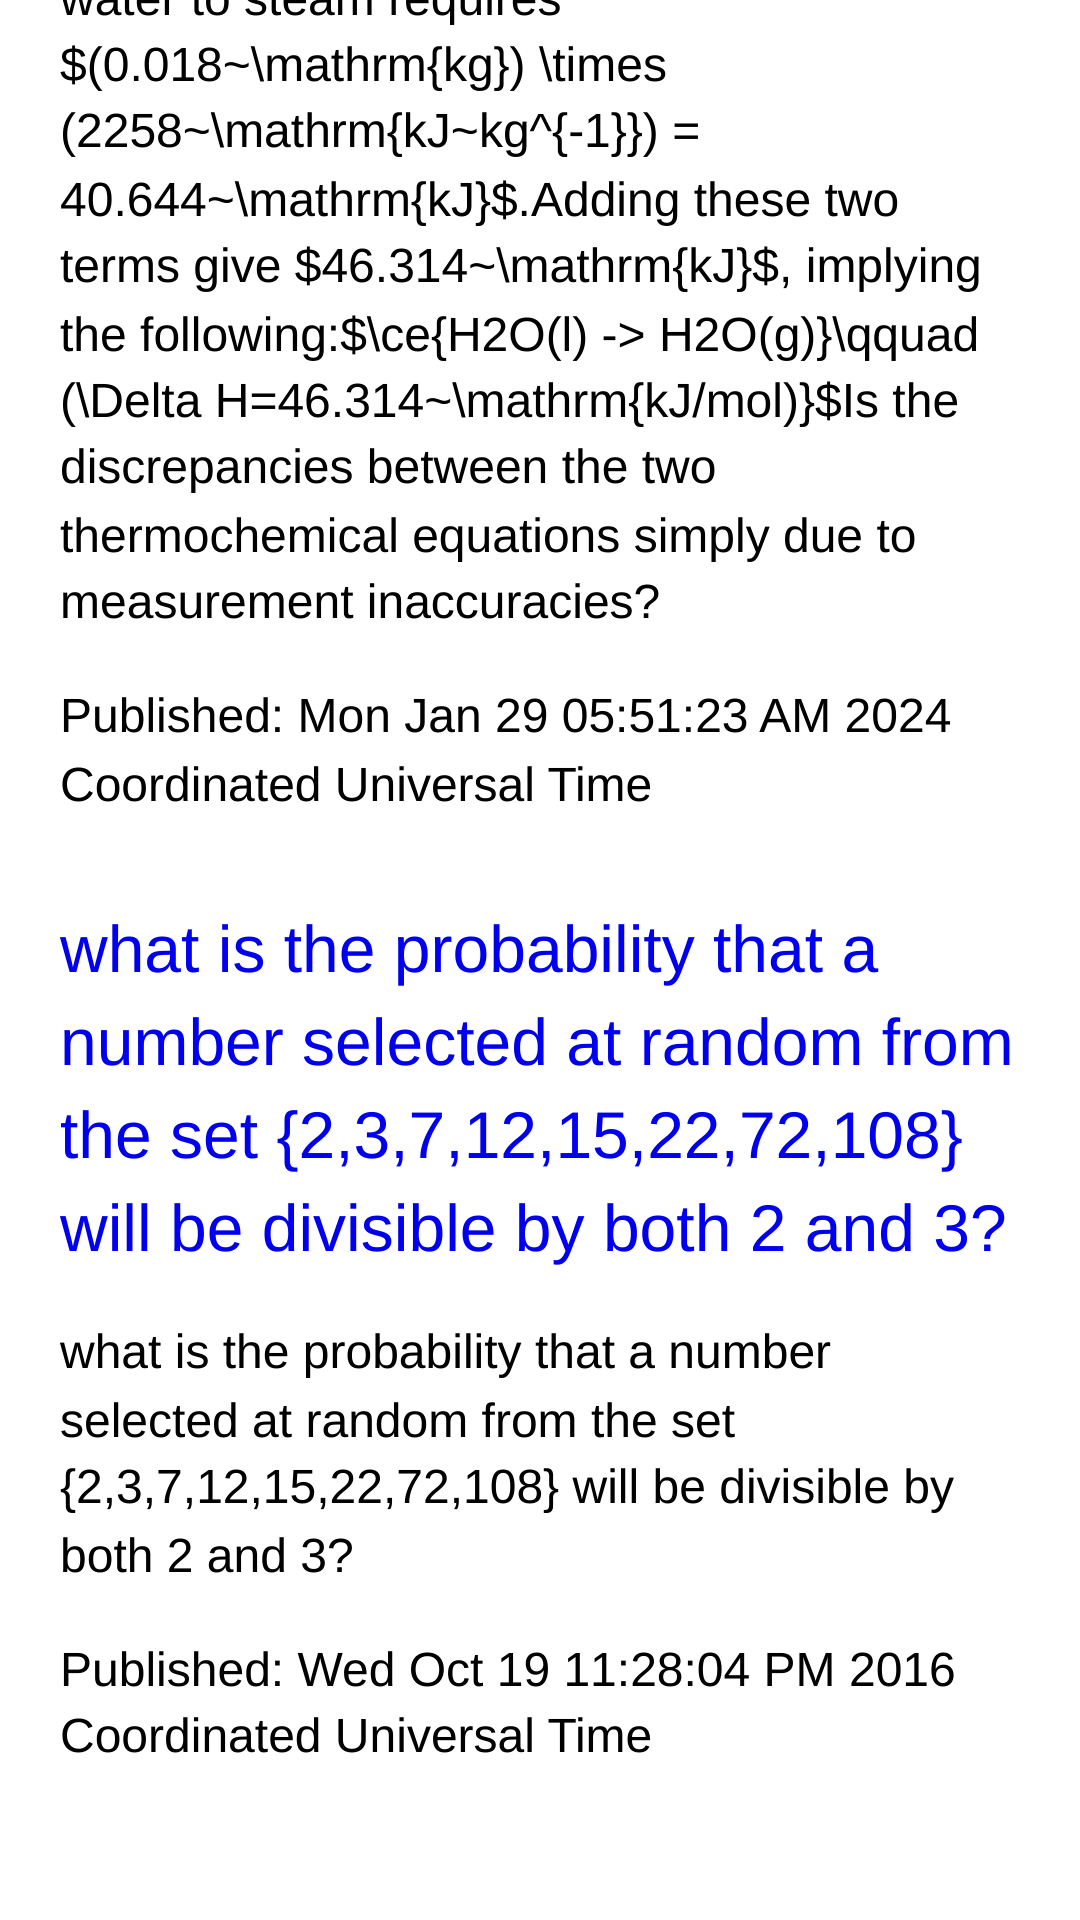 water to steam requires
$(0.018~\mathrm{kg}) \times
(2258~\mathrm{kJ~kg^{-1}}) =
40.644~\mathrm{kJ}$.Adding these two
terms give $46.314~\mathrm{kJ}$, implying
the following:$\ce{H2O(l) -> H2O(g)}\qquad
(\Delta H=46.314~\mathrm{kJ/mol)}$Is the
discrepancies between the two
thermochemical equations simply due to
measurement inaccuracies?
Published: Mon Jan 29 05:51:23 AM 2024
Coordinated Universal Time
what is the probability that a
number selected at random from
the set {2,3,7,12,15,22,72,108}
will be divisible by both 2 and 3?
what is the probability that a number
selected at random from the set
{2,3,7,12,15,22,72,108} will be divisible by
both 2 and 3?
Published: Wed Oct 19 11:28:04 PM 2016
Coordinated Universal Time